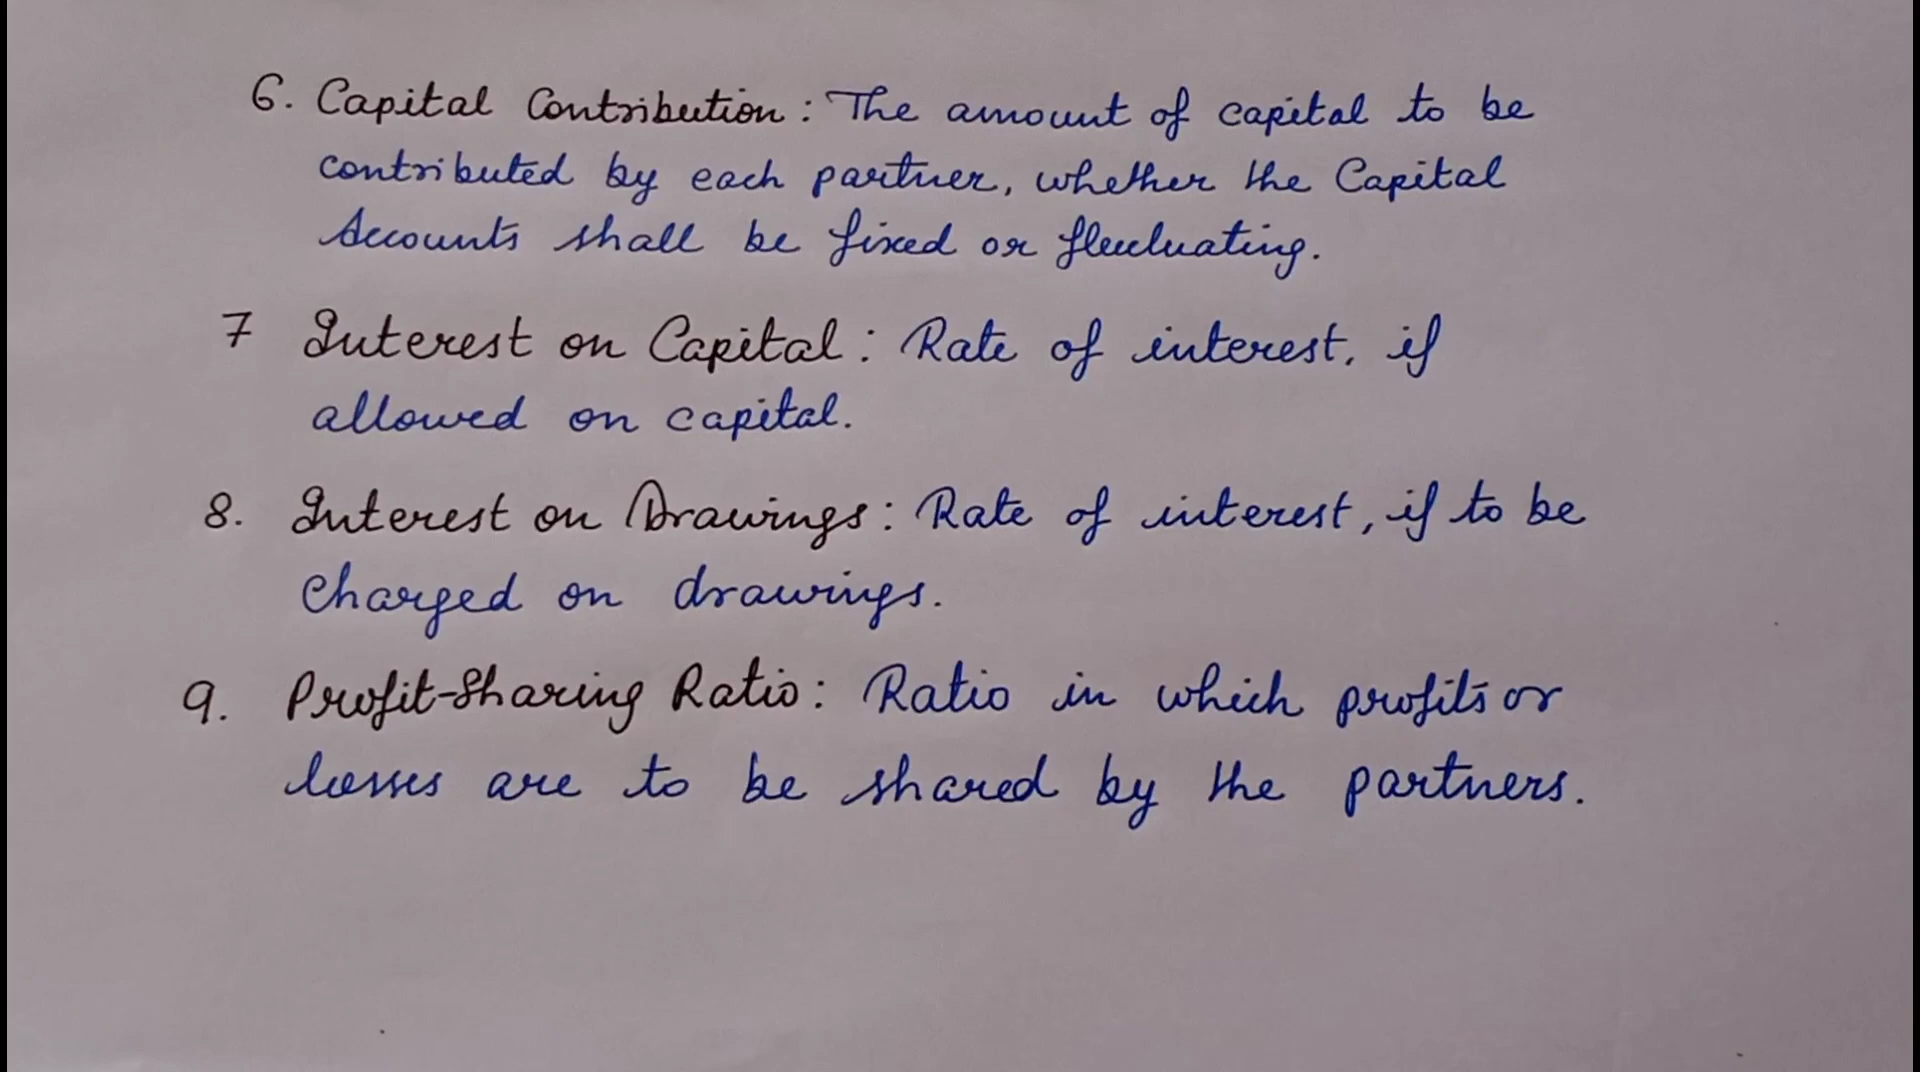 6. Capital Contribution : The amount of capital to be
contributed by each partner, whether the Capital
Accounts shall be fixed or fluctuating.
7 Interest on Capital : Rate of interest, if
allowed on capital.
8. Interest on Drawings : Rate of interest, if to be
charged on drawings.
9. Profit-Sharing Ratio : Ratio in which profits or
losses are to be shared by the partners.